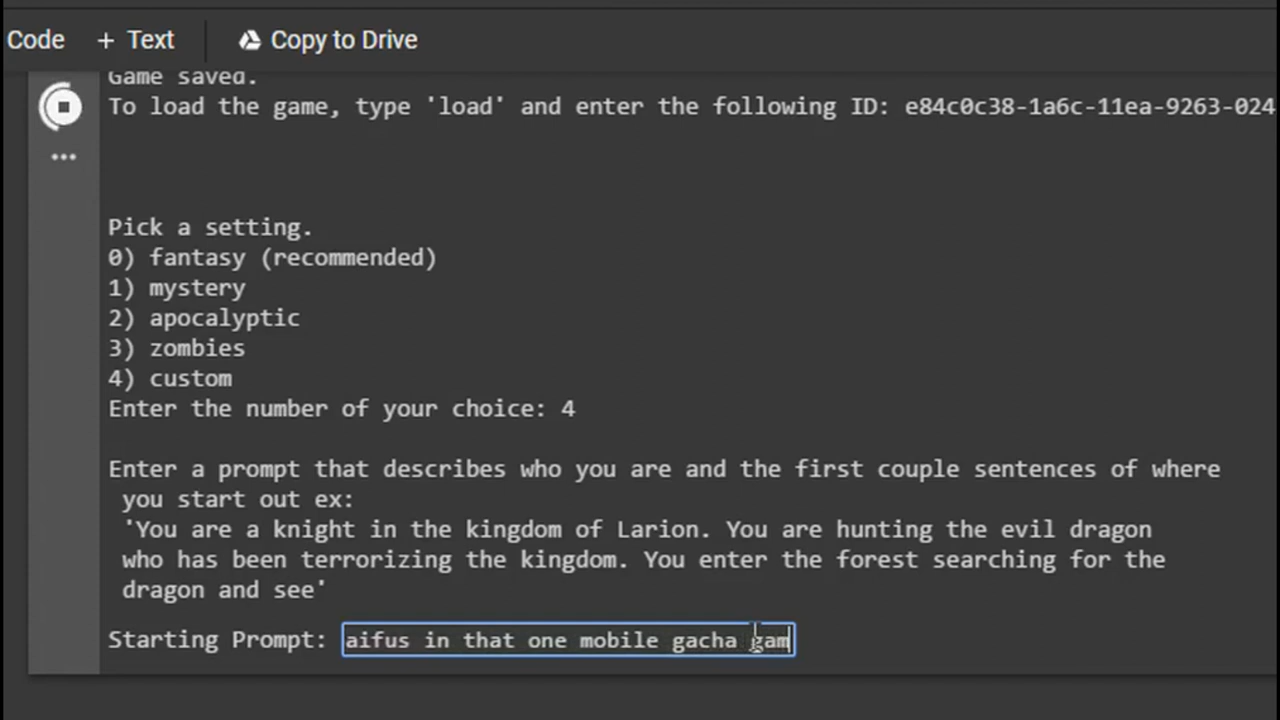 Code + Text Copy to Drive
Game saved.
To load the game, type 'load' and enter the following ID: e84c0c38-1a6c-11ea-9263-024
Pick a setting.
0) fantasy (recommended)
1) mystery
2) apocalyptic
3) zombies
4) custom
Enter the number of your choice: 4
Enter a prompt that describes who you are and the first couple sentences of where
you start out ex:
'You are a knight in the kingdom of Larion. You are hunting the evil dragon
who has been terrorizing the kingdom. You enter the forest searching for the
dragon and see'
Starting Prompt: aifus in that one mobile gacha gam